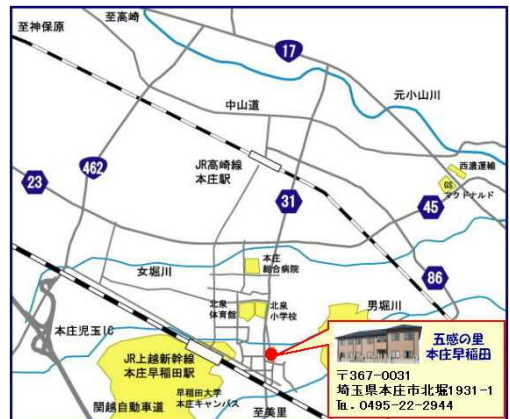 至高崎
至神保原
17
元小山川
中山道
西濃運輸
JR高崎線
本庄駅
GS
マクドナルド
462
23
31
45
本庄
総合病院
女堀川
86
北泉
体育館
北泉
小学校
男堀川
本庄児玉IC
五感の里
本庄早稲田
JR上越新幹線
本庄早稲田駅
〒367-0031
埼玉県本庄市北堀1931-1
℡. 0495-22-2944
早稲田大学
本庄キャンパス
関越自動車道
至美里